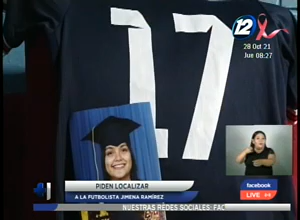 17
12
28 Oct 21
Jue 08:27
PIDEN LOCALIZAR
A LA FUTBOLISTA JIMENA RAMÍREZ
facebook
LIVE
NUESTRAS REDES SOCIALES: FAC